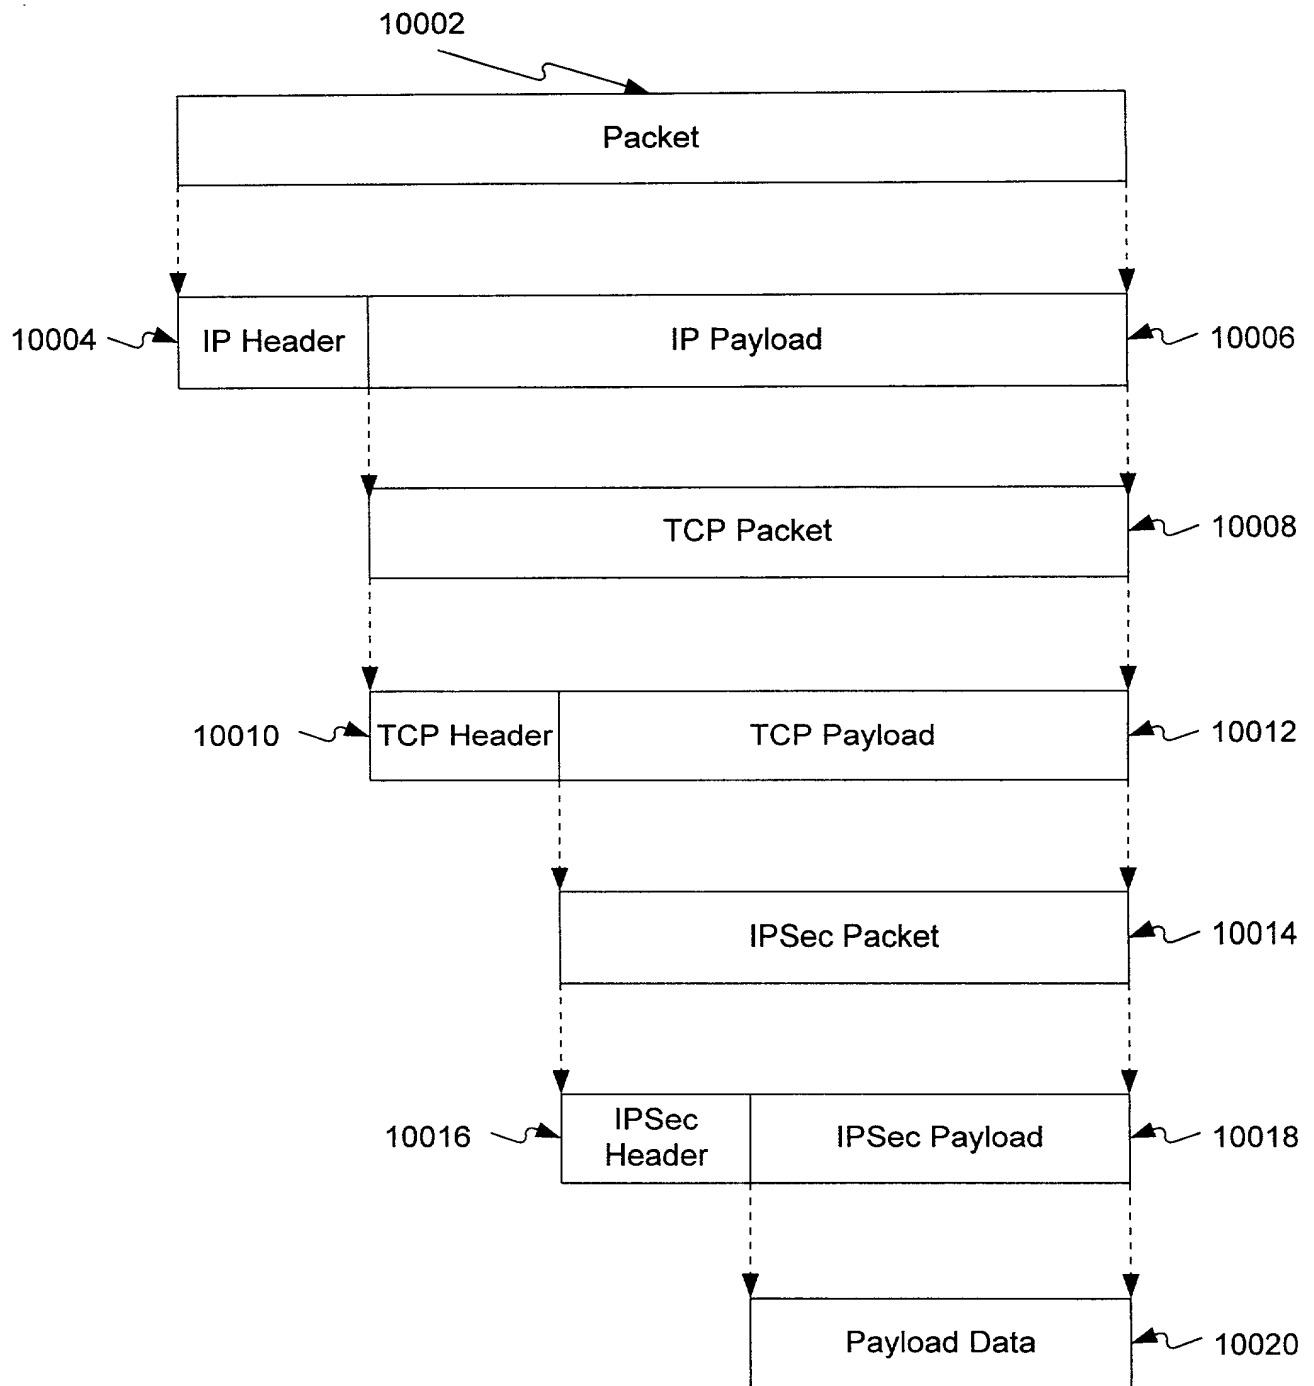 10002
Packet
10004
IP Header
IP Payload
10006
TCP Packet
10008
10010
TCP Header
TCP Payload
10012
IPSec Packet
10014
10016
IPSec
Header
IPSec Payload
10018
Payload Data
10020